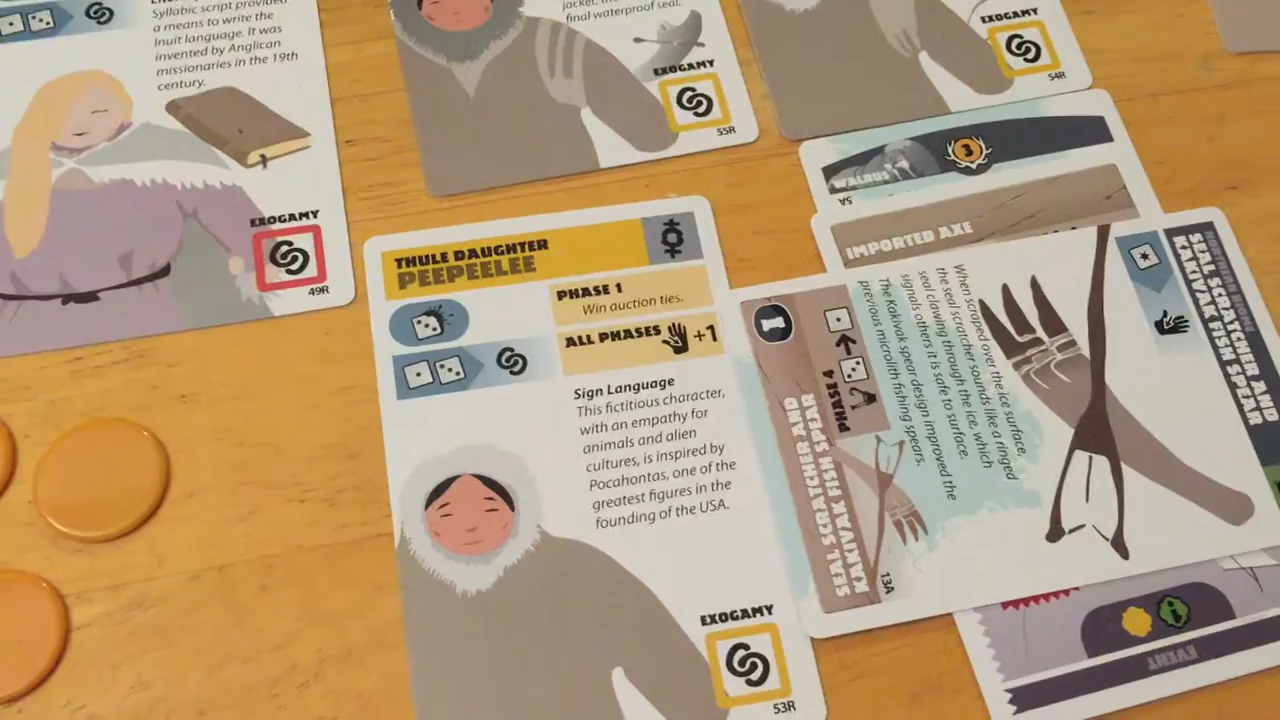 Syllabic script provided
a means to write the
Inuit language. It was
invented by Anglican
missionaries in the 19th
century.
EXOGAMY
49R
final waterproof seal.
EXOGAMY
55R
EXOGAMY
54R
THULE DAUGHTER
PEEPEELEE
PHASE 1
Win auction ties.
ALL PHASES +1
Sign Language
This fictitious character,
with an empathy for
animals and alien
cultures, is inspired by
Pocahontas, one of the
greatest figures in the
founding of the USA.
EXOGAMY
53R
WALRUS
3
5A
IMPORTED AXE
NORTHERN BIOME
SEAL SCRATCHER AND
KAKIVAK FISH SPEAR
When scraped over the ice surface,
the seal scratcher sounds like a ringed
seal clawing through the ice, which
signals others it is safe to surface.
The Kakivak spear design improved the
previous microlith fishing spears.
I
PHASE 4
SEAL SCRATCHER AND
KAKIVAK FISH SPEAR
13A
EVENT